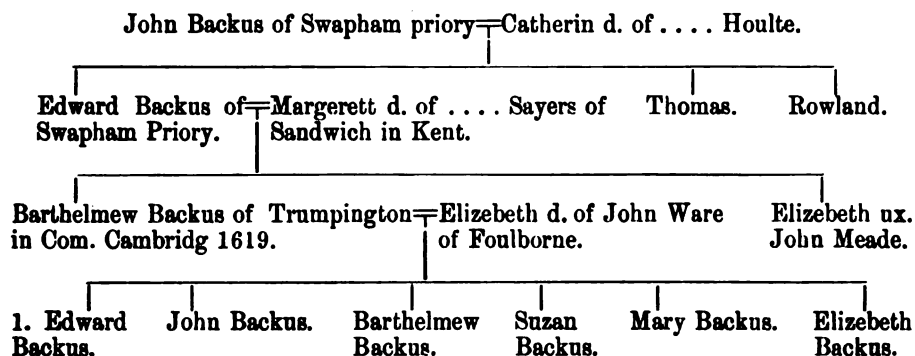 John Backus of Swapham priory=Catherin d. of .... Houlte.
Edward Backus of=Margerett d. of .... Sayers of Thomas. Rowland.
Swapham Priory. Sandwich in Kent.
Barthelmew Backus of Trumpington=Elizebeth d. of John Ware Elizebeth ux.
in Com. Cambridg 1619. of Foulborne. John Meade.
1. Edward John Backus. Barthelmew Suzan Mary Backus. Elizebeth
Backus. Backus. Backus. Backus.